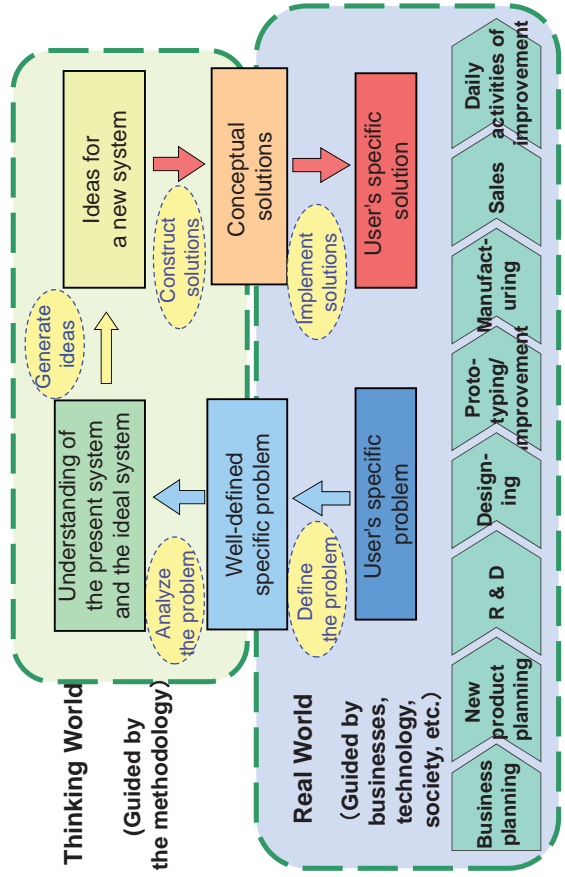 Thinking World
(Guided by
the methodology)
Generate
ideas
Understanding of
the present system
and the ideal system
Ideas for
a new system
Analyze
the problem
Construct
solutions
Well-defined
specific problem
Conceptual
solutions
Real World
(Guided by
businesses,
technology,
society, etc.)
Define
the problem
Implement
solutions
User's specific
problem
User's specific
solution
Business
planning
New
product
planning
R & D
Design-
ing
Proto-
typing/
improvement
Manufact-
uring
Sales
Daily
activities of
improvement